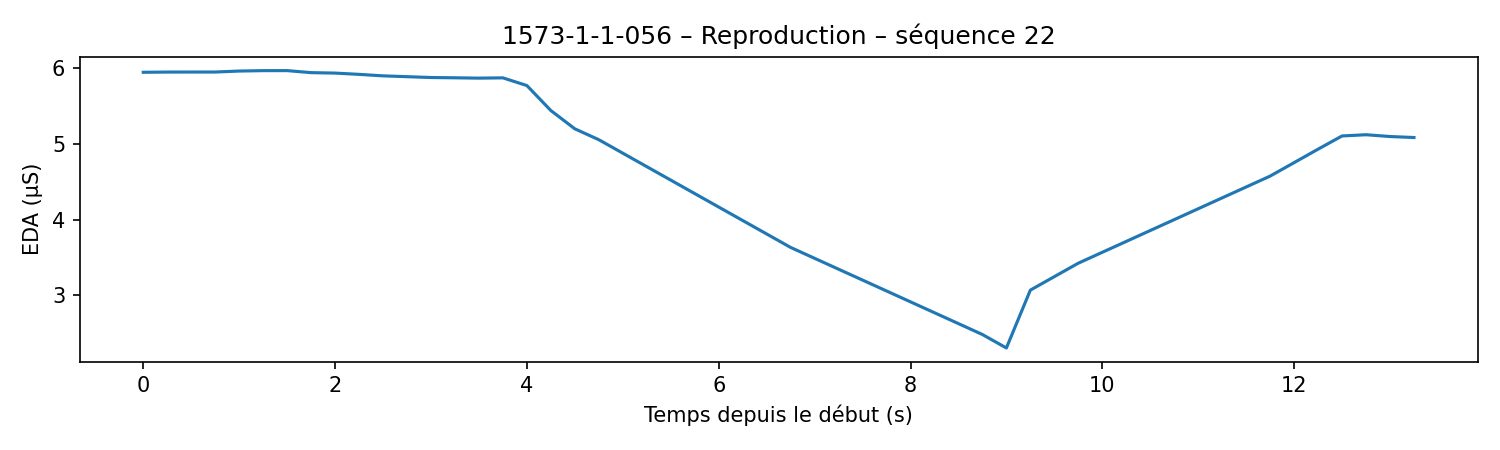 1573-1-1-056 – Reproduction – séquence 22
EDA (µS)
6
5
4
3
0 2 4 6 8 10 12
Temps depuis le début (s)